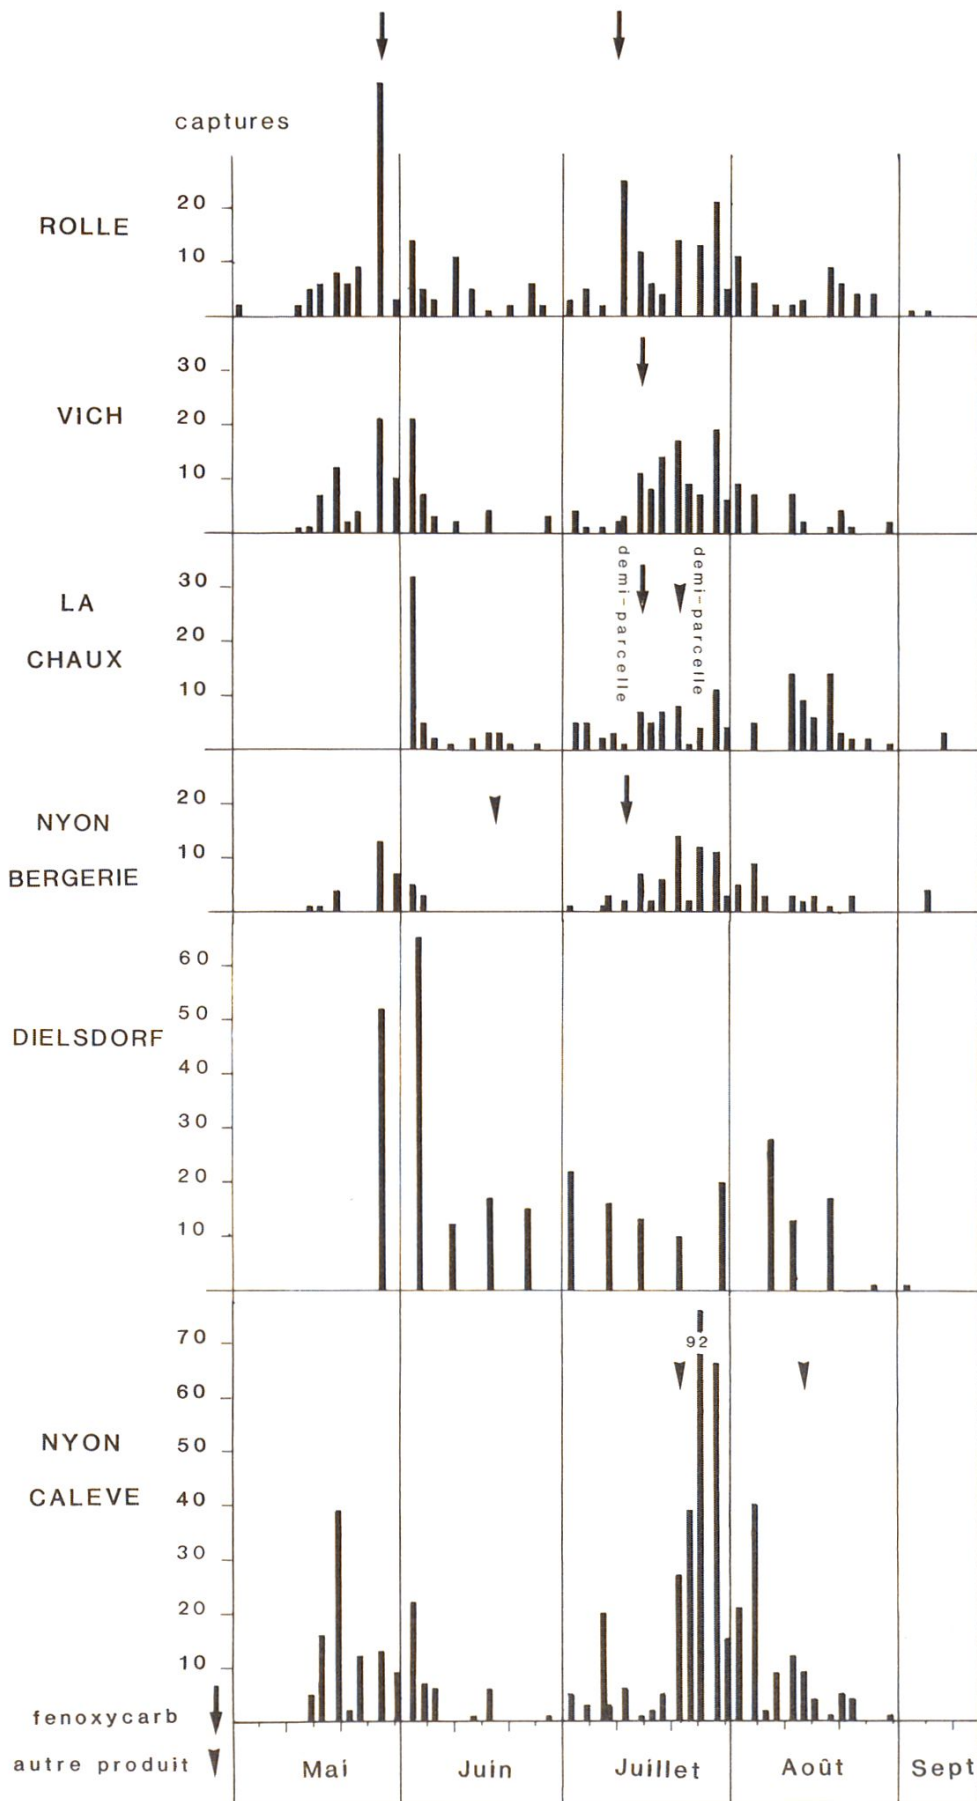 captures
ROLLE
20
10
VICH
30
20
10
LA
CHAUX
30
20
10
demi-parcelle
demi-parcelle
NYON
BERGERIE
20
10
DIELSDORF
60
50
40
30
20
10
NYON
CALEVE
70
60
50
40
30
20
10
92
fenoxycarb
autre produit
Mai Juin Juillet Août Sept